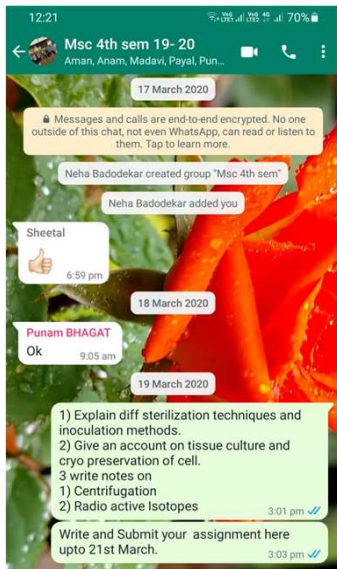 12:21
70%
Msc 4th sem 19- 20
Aman, Anam, Madavi, Payal, Pun...
17 March 2020
Messages and calls are end-to-end encrypted. No one
outside of this chat, not even WhatsApp, can read or listen to
them. Tap to learn more.
Neha Badodekar created group "Msc 4th sem"
Neha Badodekar added you
Sheetal
6:59 pm
18 March 2020
Punam BHAGAT
Ok
9:05 am
19 March 2020
1) Explain diff sterilization techniques and
inoculation methods.
2) Give an account on tissue culture and
cryo preservation of cell.
3 write notes on
1) Centrifugation
2) Radio active Isotopes
3:01 pm
Write and Submit your assignment here
upto 21st March.
3:03 pm